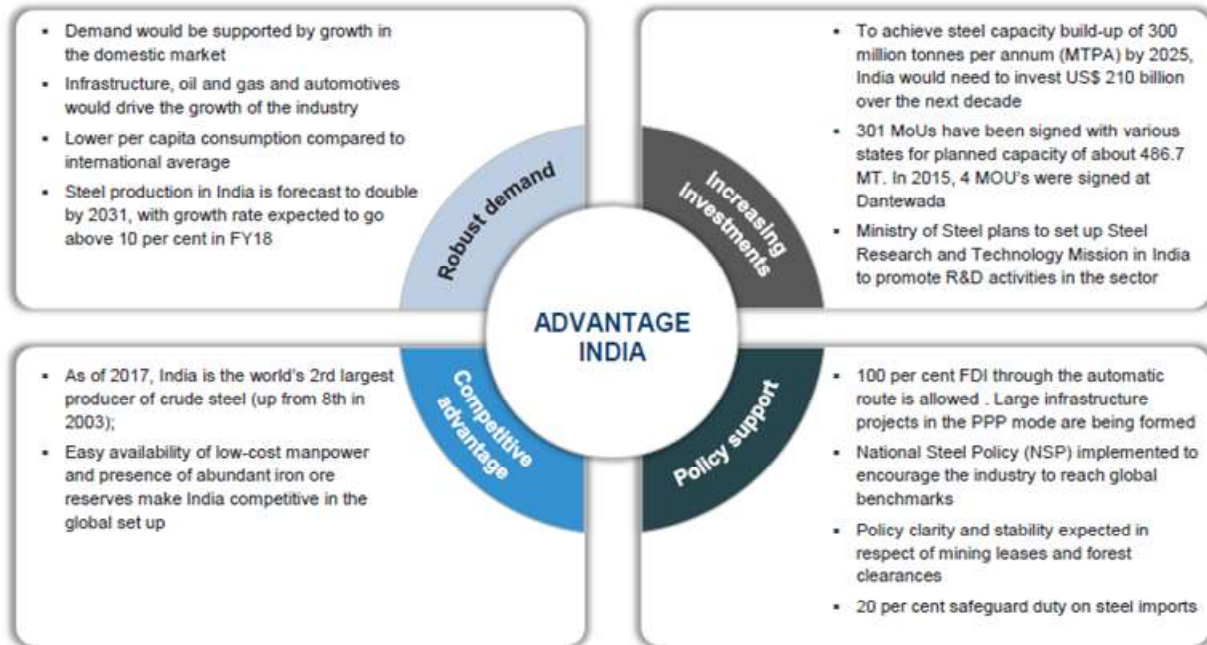 ▪ Demand would be supported by growth in
the domestic market
▪ Infrastructure, oil and gas and automotives
would drive the growth of the industry
▪ Lower per capita consumption compared to
international average
▪ Steel production in India is forecast to double
by 2031, with growth rate expected to go
above 10 per cent in FY18
Robust demand
▪ To achieve steel capacity build-up of 300
million tonnes per annum (MTPA) by 2025,
India would need to invest US$ 210 billion
over the next decade
▪ 301 MoUs have been signed with various
states for planned capacity of about 486.7
MT. In 2015, 4 MOU's were signed at
Dantewada
▪ Ministry of Steel plans to set up Steel
Research and Technology Mission in India
to promote R&D activities in the sector
Increasing
Investments
ADVANTAGE
INDIA
▪ As of 2017, India is the world's 2rd largest
producer of crude steel (up from 8th in
2003);
▪ Easy availability of low-cost manpower
and presence of abundant iron ore
reserves make India competitive in the
global set up
Competitive
advantage
▪ 100 per cent FDI through the automatic
route is allowed . Large infrastructure
projects in the PPP mode are being formed
▪ National Steel Policy (NSP) implemented to
encourage the industry to reach global
benchmarks
▪ Policy clarity and stability expected in
respect of mining leases and forest
clearances
▪ 20 per cent safeguard duty on steel imports
Policy support